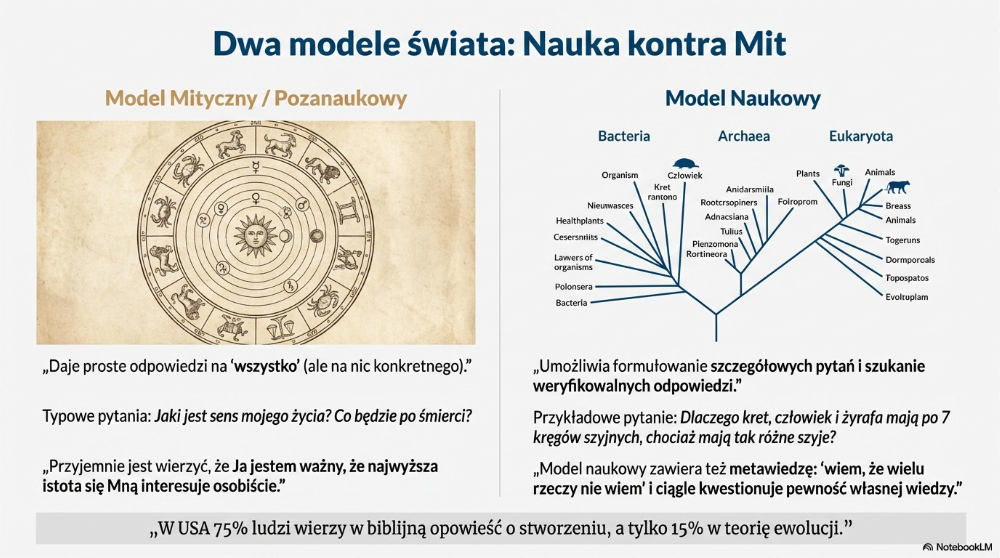 Dwa modele świata: Nauka kontra Mit
Model Mityczny / Pozanaukowy
„Daje proste odpowiedzi na ‘wszystko’ (ale na nic konkretnego).”
Typowe pytania: Jaki jest sens mojego życia? Co będzie po śmierci?
„Przyjemnie jest wierzyć, że Ja jestem ważny, że najwyższa
istota się Mną interesuje osobiście.”
Model Naukowy
Bacteria
Archaea
Eukaryota
Organism
Człowiek
Kret
rantong
Nieuwasces
Healthplants
Cesersniits
Lawers of
organisms
Polonsera
Bacteria
Anidarsmiila
Rootcrsopiners
Foiroprom
Adnacsiana
Tulius
Pienzomona
Rortineora
Plants
Fungi
Animals
Breass
Animals
Togeruns
Dormporcals
Topospatos
Evoltuplam
„Umożliwia formułowanie szczegółowych pytań i szukanie
weryfikowalnych odpowiedzi.”
Przykładowe pytanie: Dlaczego kret, człowiek i żyrafa mają po 7
kręgów szyjnych, chociaż mają tak różne szyje?
„Model naukowy zawiera też metawiedzę: ‘wiem, że wielu
rzeczy nie wiem’ i ciągle kwestionuje pewność własnej wiedzy.”
„W USA 75% ludzi wierzy w biblijną opowieść o stworzeniu, a tylko 15% w teorię ewolucji.”
NotebookLM